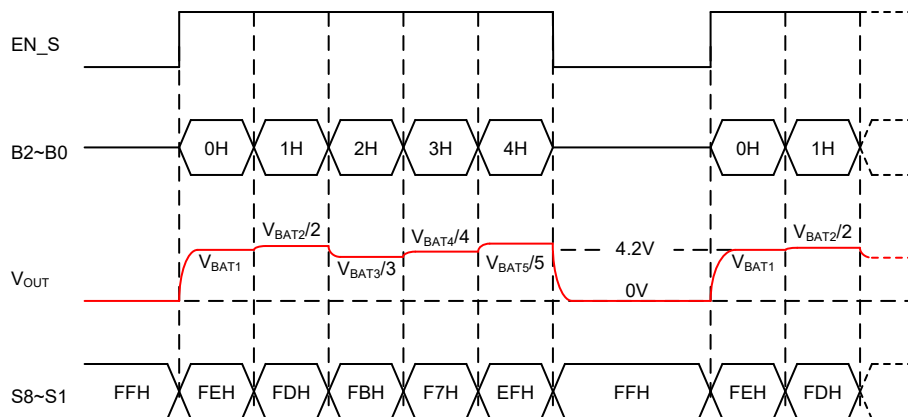 EN_S
B2~B0 0H 1H 2H 3H 4H 0H 1H
VOUT VBAT1 VBAT2/2 VBAT3/3 VBAT4/4 VBAT5/5 4.2V 0V VBAT1 VBAT2/2
S8~S1 FFH FEH FDH FBH F7H EFH FFH FEH FDH